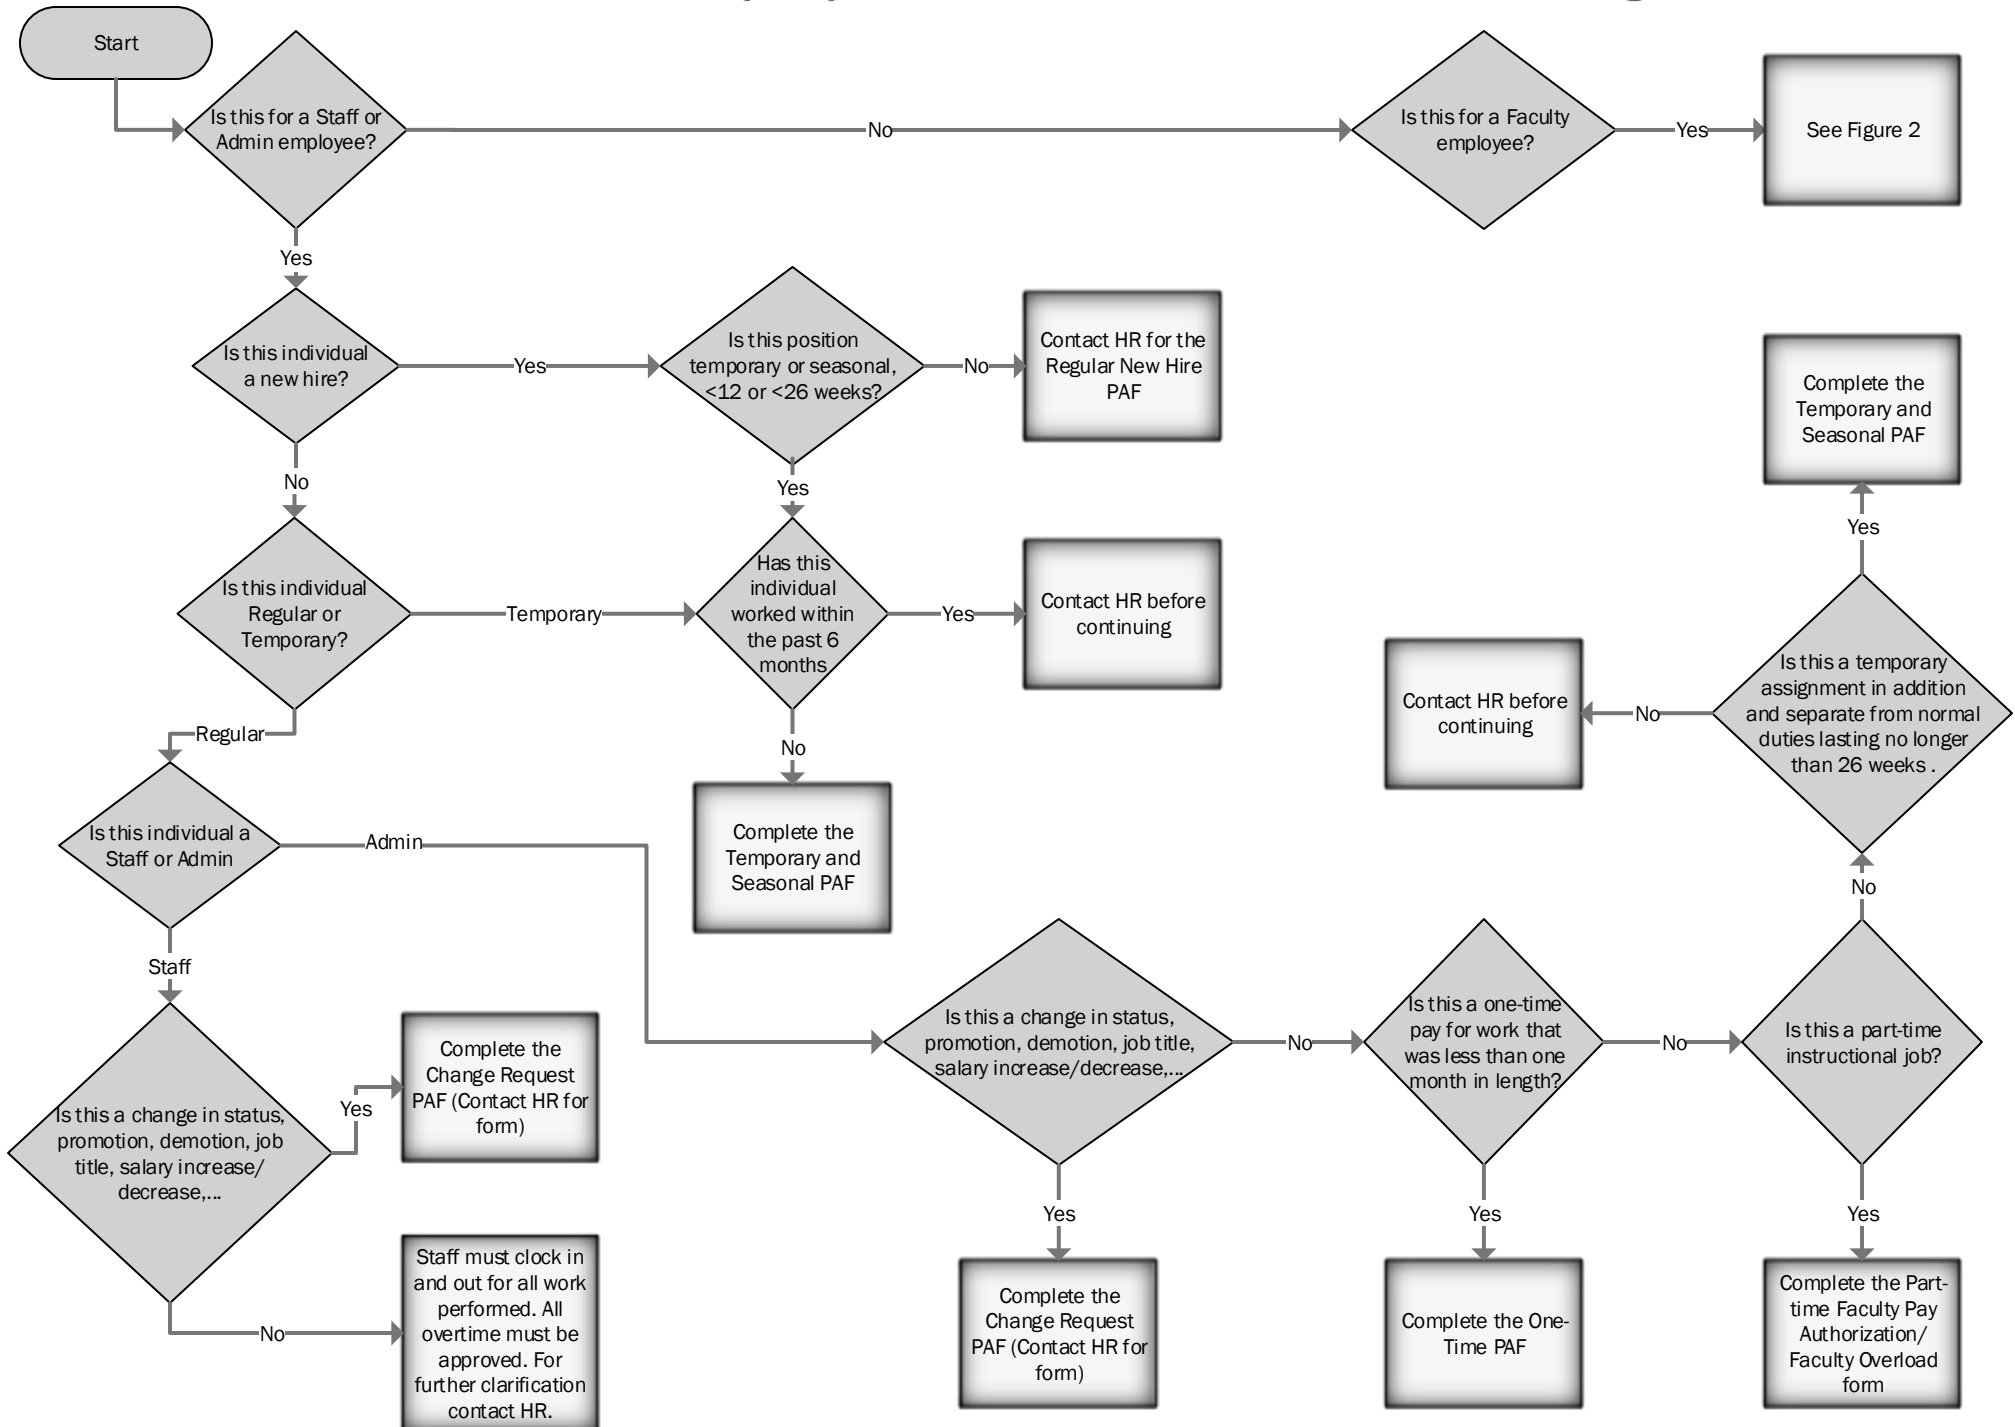 Start
Is this for a Staff or
Admin employee?
No
Is this for a Faculty
employee?
Yes
See Figure 2
Yes
Is this individual
a new hire?
Yes
Is this position
temporary or seasonal,
<12 or <26 weeks?
No
Contact HR for the
Regular New Hire
PAF
Complete the
Temporary and
Seasonal PAF
No
Yes
Yes
Is this individual
Regular or
Temporary?
Temporary
Has this
individual
worked within
the past 6
months
Yes
Contact HR before
continuing
Contact HR before
continuing
No
Is this a temporary
assignment in addition
and separate from normal
duties lasting no longer
than 26 weeks .
Regular
No
Is this individual a
Staff or Admin
Admin
Complete the
Temporary and
Seasonal PAF
No
Staff
Is this a change in status,
promotion, demotion, job
title, salary increase/
decrease,...
Yes
Complete the
Change Request
PAF (Contact HR for
form)
Is this a change in status,
promotion, demotion, job title,
salary increase/decrease,...
No
Is this a one-time
pay for work that
was less than one
month in length?
No
Is this a part-time
instructional job?
Yes
Yes
Yes
No
Staff must clock in
and out for all work
performed. All
overtime must be
approved. For
further clarification
contact HR.
Complete the
Change Request
PAF (Contact HR for
form)
Complete the One-
Time PAF
Complete the Part-
time Faculty Pay
Authorization/
Faculty Overload
form